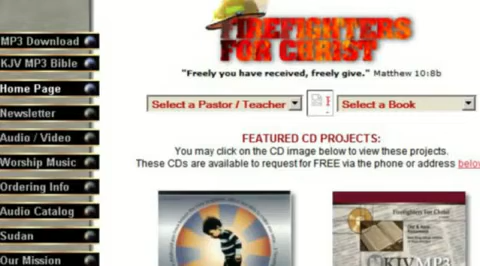 MP3 Download
KJV MP3 Bible
Home Page
Newsletter
Audio / Video
Worship Music
Ordering Info
Audio Catalog
Sudan
Our Mission
FIREFIGHTERS
FOR CHRIST
"Freely you have received, freely give." Matthew 10:8b
Select a Pastor / Teacher
Select a Book
FEATURED CD PROJECTS:
You may click on the CD image below to view these projects.
These CDs are available to request for FREE via the phone or address below
Firefighters For Christ
KJV MP3